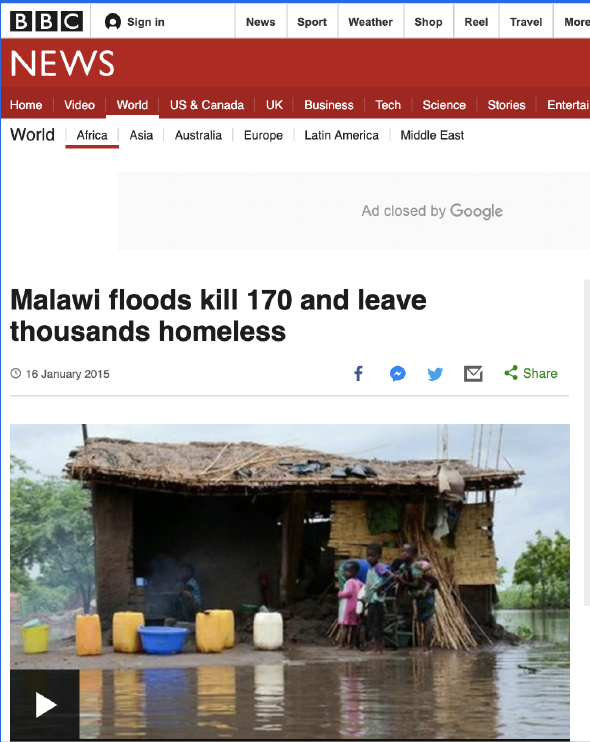 BBC Sign in News Sport Weather Shop Reel Travel More
NEWS
Home Video World US & Canada UK Business Tech Science Stories Entertai
World Africa Asia Australia Europe Latin America Middle East
Ad closed by Google
Malawi floods kill 170 and leave
thousands homeless
16 January 2015 Share